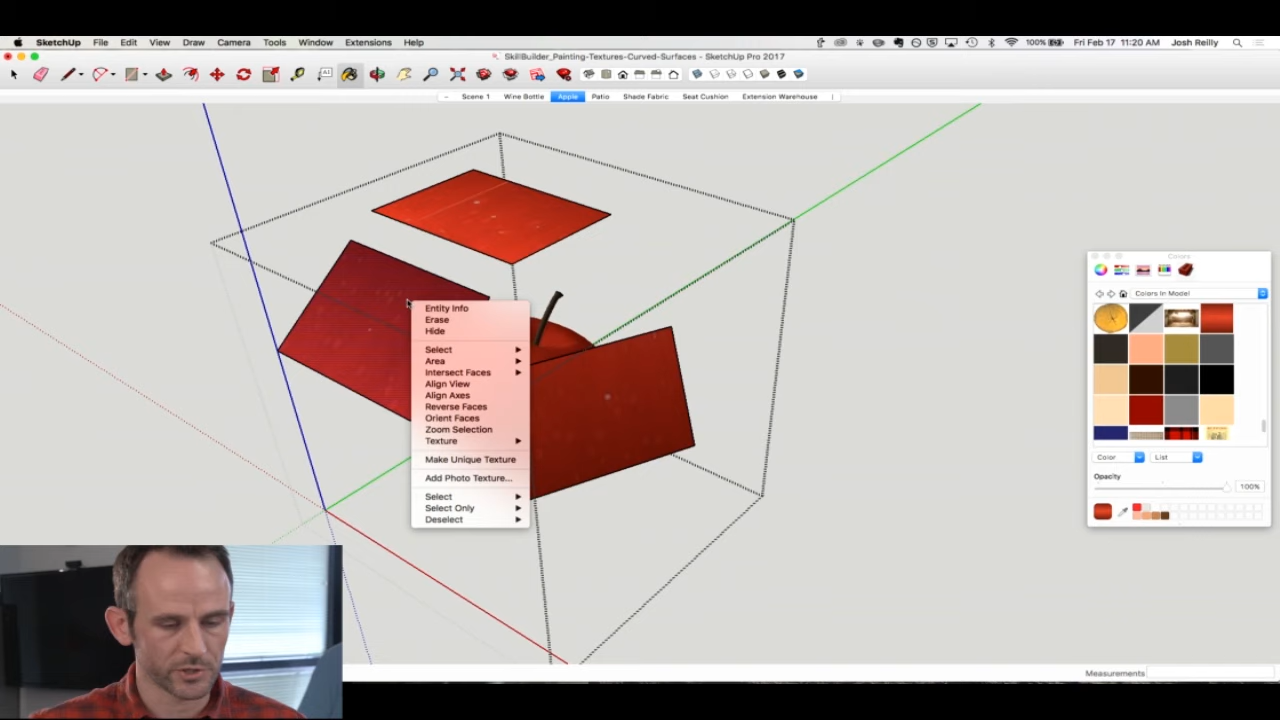 SketchUp File Edit View Draw Camera Tools Window Extensions Help 100% Fri Feb 17 11:20 AM Josh Reilly
SkillBuilder_Painting-Textures-Curved-Surfaces - SketchUp Pro 2017
Scene 1 Wine Bottle Apple Patio Shade Fabric Seat Cushion Extension Warehouse
Entity Info
Erase
Hide
Select
Area
Intersect Faces
Align View
Align Axes
Reverse Faces
Orient Faces
Zoom Selection
Texture
Make Unique Texture
Add Photo Texture...
Select
Select Only
Deselect
Colors
Colors In Model
Color List
Opacity
100%
Measurements